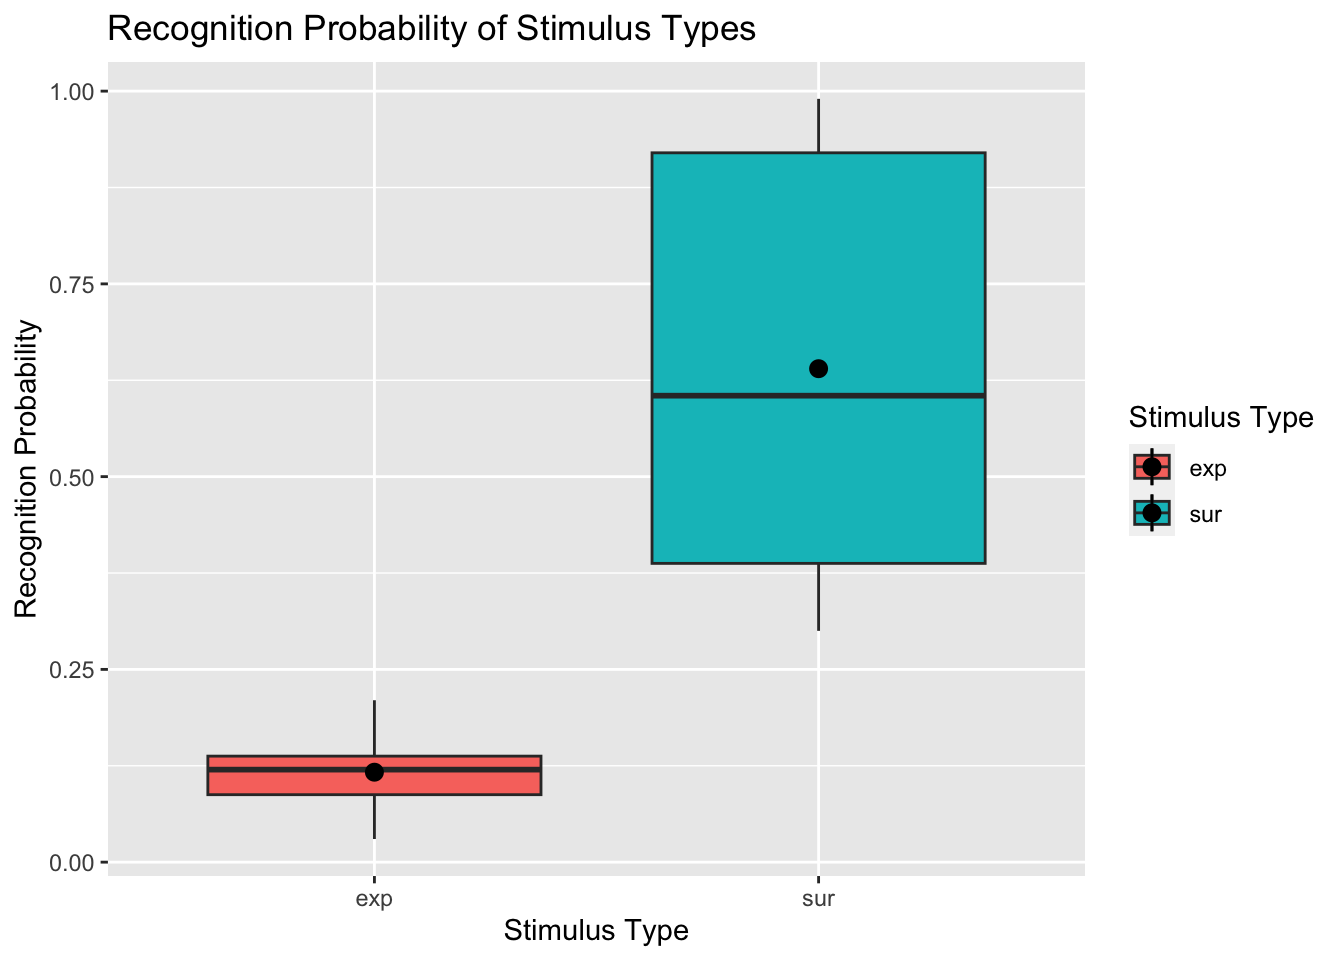 Recognition Probability of Stimulus Types
Recognition Probability
1.00
0.75
0.50
0.25
0.00
exp
sur
Stimulus Type
Stimulus Type
exp
sur